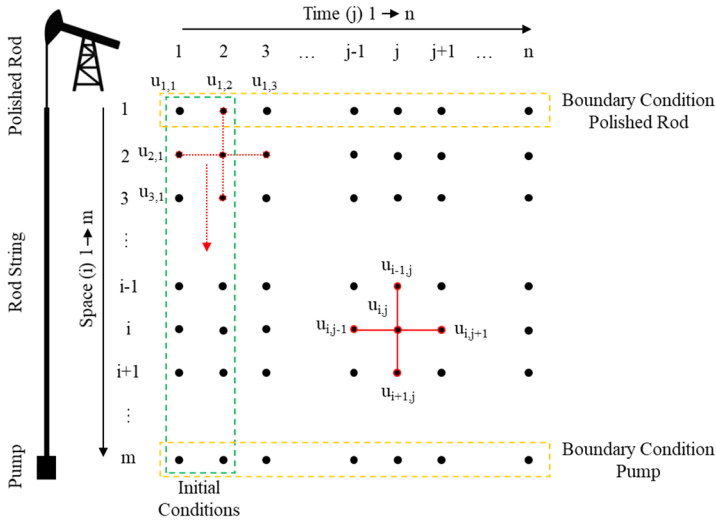 Time (j) 1 → n
1 2 3 … j-1 j j+1 … n
u1,1 u1,2 u1,3
Polished Rod
Rod String
Pump
Space (i) 1 → m
1
2 u2,1
3 u3,1
⋮
i-1
i
i+1
⋮
m
ui-1,j
ui,j
ui,j-1
ui,j+1
ui+1,j
Boundary Condition
Polished Rod
Boundary Condition
Pump
Initial
Conditions